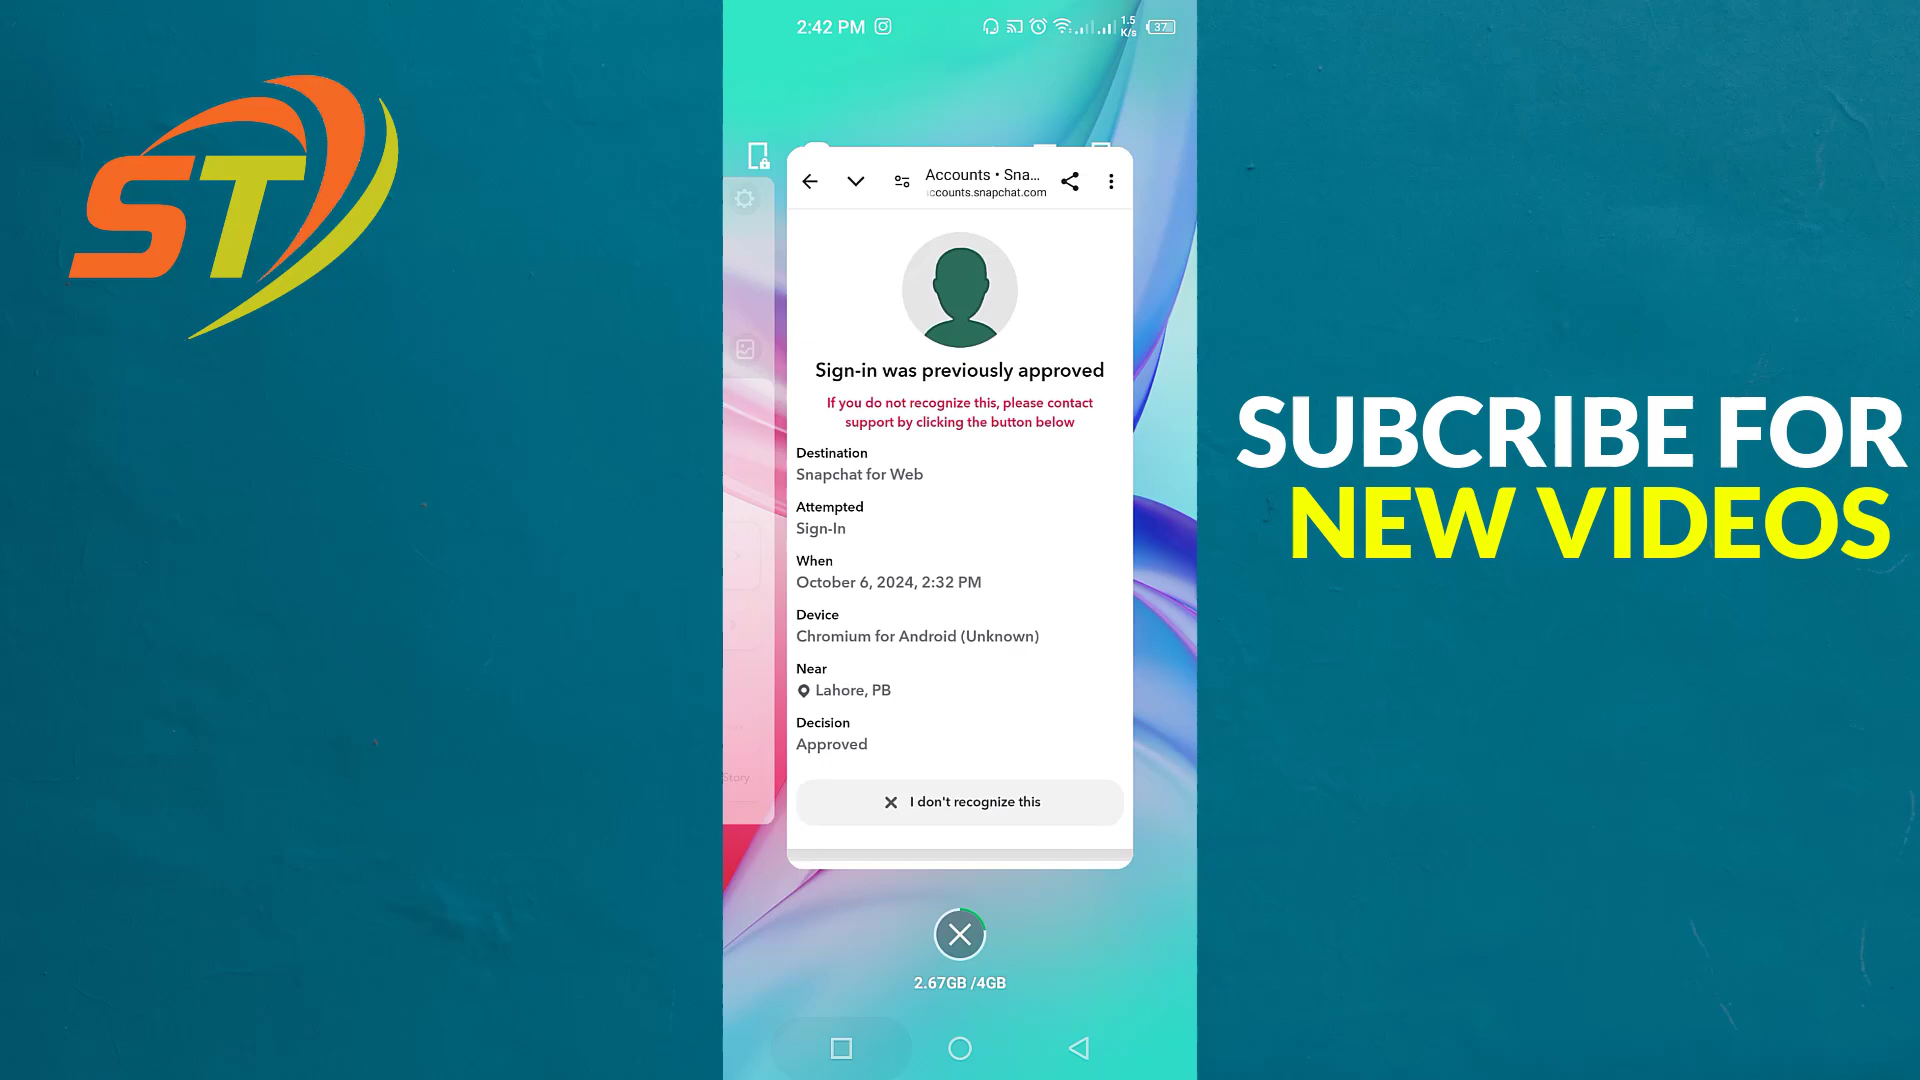 ST
2:42 PM
1.5
K/s
37
Accounts • Sna...
ccounts.snapchat.com
Sign-in was previously approved
If you do not recognize this, please contact
support by clicking the button below
Destination
Snapchat for Web
Attempted
Sign-In
When
October 6, 2024, 2:32 PM
Device
Chromium for Android (Unknown)
Near
Lahore, PB
Decision
Approved
Story
I don't recognize this
2.67GB /4GB
SUBCRIBE FOR
NEW VIDEOS